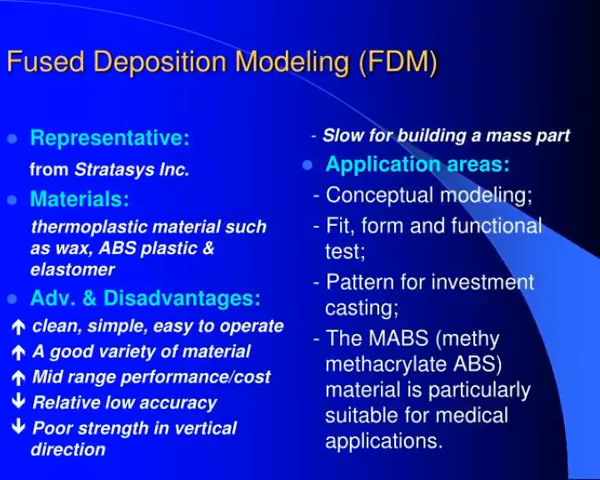 Fused Deposition Modeling (FDM)
Representative:
from Stratasys Inc.
Materials:
thermoplastic material such
as wax, ABS plastic &
elastomer
Adv. & Disadvantages:
clean, simple, easy to operate
A good variety of material
Mid range performance/cost
Relative low accuracy
Poor strength in vertical
direction
- Slow for building a mass part
Application areas:
- Conceptual modeling;
- Fit, form and functional
test;
- Pattern for investment
casting;
- The MABS (methy
methacrylate ABS)
material is particularly
suitable for medical
applications.